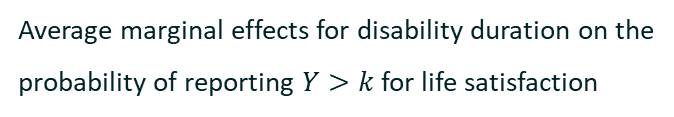 Average marginal effects for disability duration on the
probability of reporting Y > k for life satisfaction